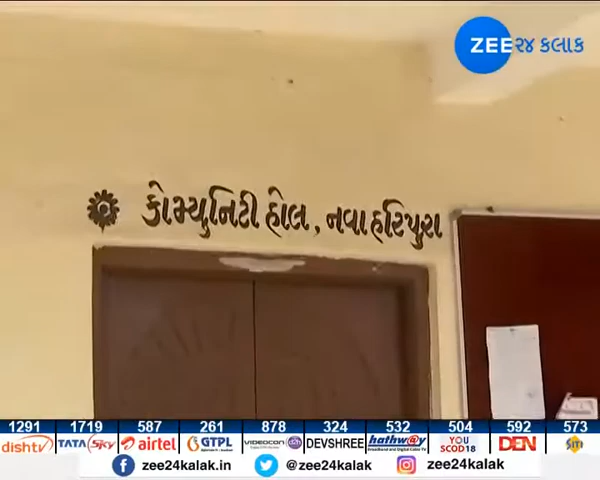 ZEE ૨૪ કલાક
કોમ્યુનિટી હોલ, નવા હરિપુરા
1291 1719 587 261 878 324 532 504 592 573
dishtv TATA Sky airtel GTPL VIDEOCON d2h DEVSHREE hathw@y YOU SCOD18 DEN SITI
zee24kalak.in @zee24kalak zee24kalak